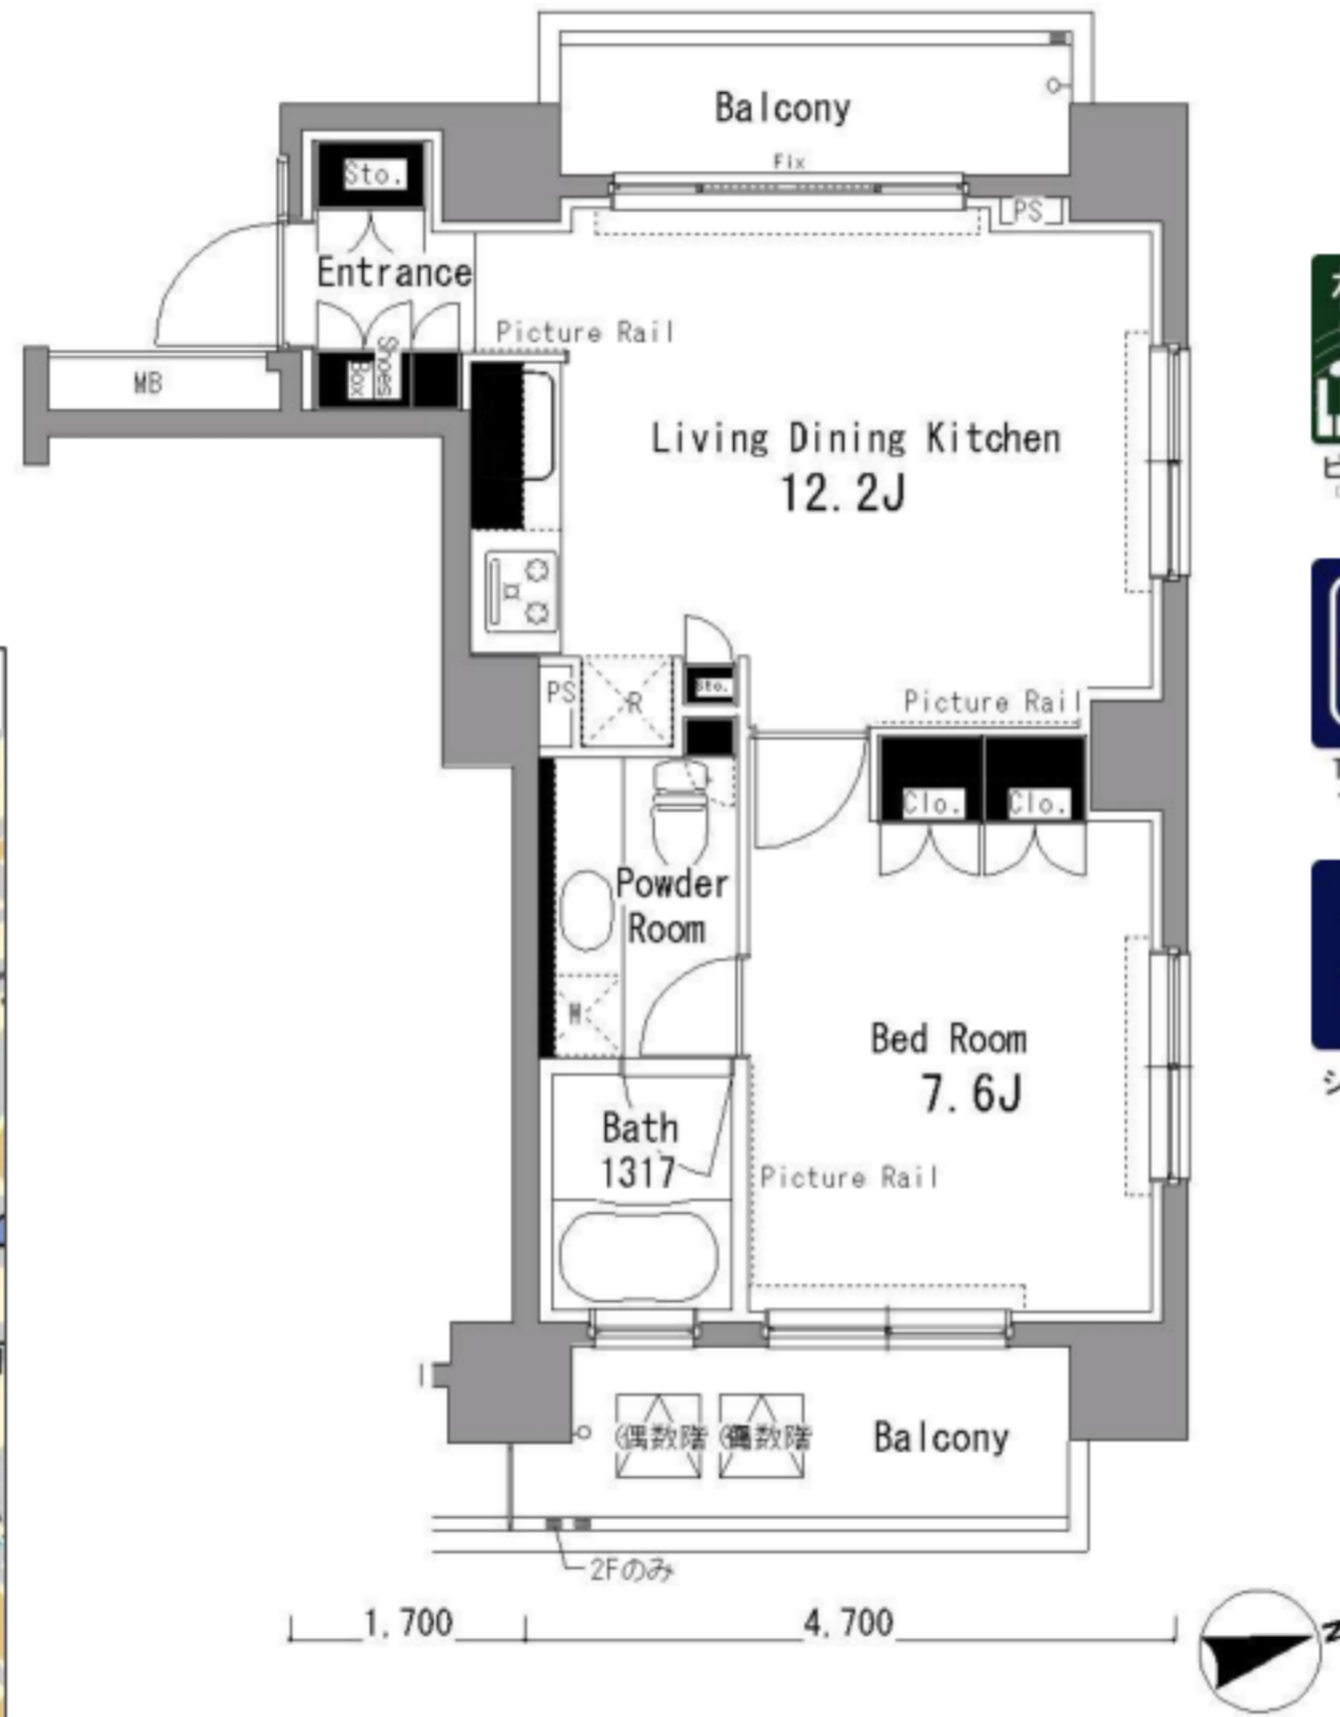 Balcony
Fix
Sto.
PS
Entrance
Picture Rail
Shoes
Box
MB
Living Dining Kitchen
12.2J
PS
R
Sto.
Picture Rail
Clo.
Clo.
Powder
Room
W
Bed Room
7.6J
Bath
1317
Picture Rail
偶数階
偶数階
Balcony
2Fのみ
1.700
4.700
N